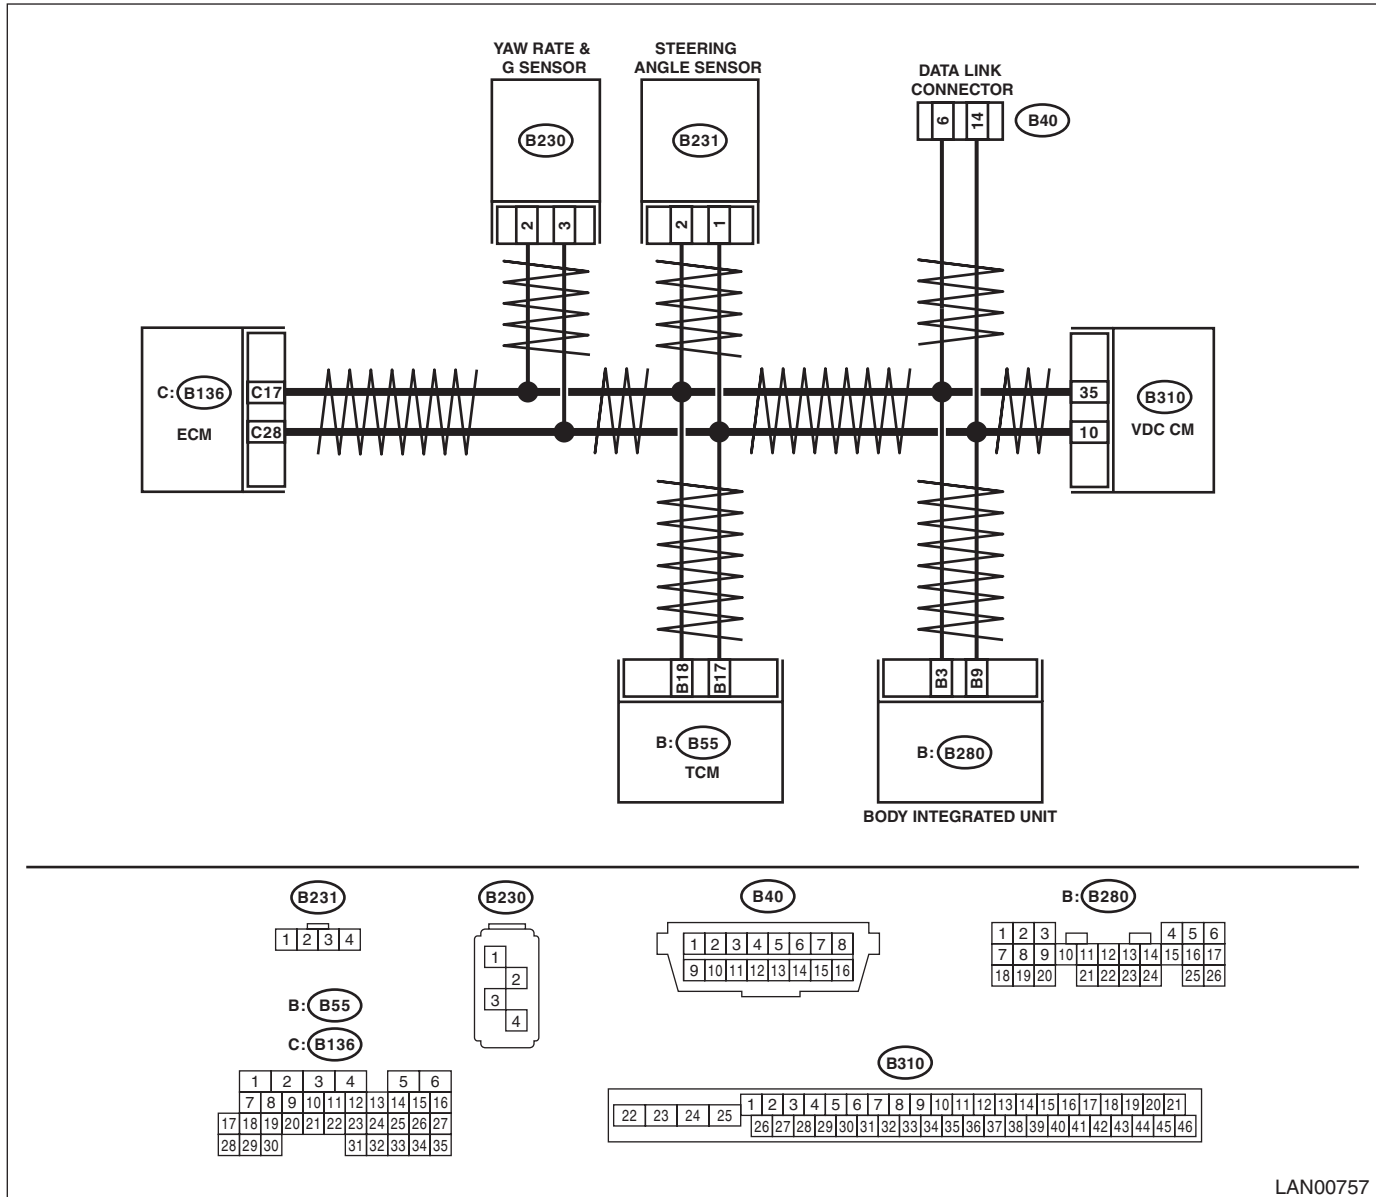 YAW RATE &
G SENSOR
STEERING
ANGLE SENSOR
DATA LINK
CONNECTOR
B230
B231
6 14
B40
2 3
2 1
C: B136
ECM
C17
C28
35
10
B310
VDC CM
B18 B17
B3 B9
B: B55
TCM
B: B280
BODY INTEGRATED UNIT
B231
1 2 3 4
B230
1
2
3
4
B40
1 2 3 4 5 6 7 8
9 10 11 12 13 14 15 16
B: B280
1 2 3 4 5 6
7 8 9 10 11 12 13 14 15 16 17
18 19 20 21 22 23 24 25 26
B: B55
C: B136
1 2 3 4 5 6
7 8 9 10 11 12 13 14 15 16
17 18 19 20 21 22 23 24 25 26 27
28 29 30 31 32 33 34 35
B310
22 23 24 25
1 2 3 4 5 6 7 8 9 10 11 12 13 14 15 16 17 18 19 20 21
26 27 28 29 30 31 32 33 34 35 36 37 38 39 40 41 42 43 44 45 46
LAN00757